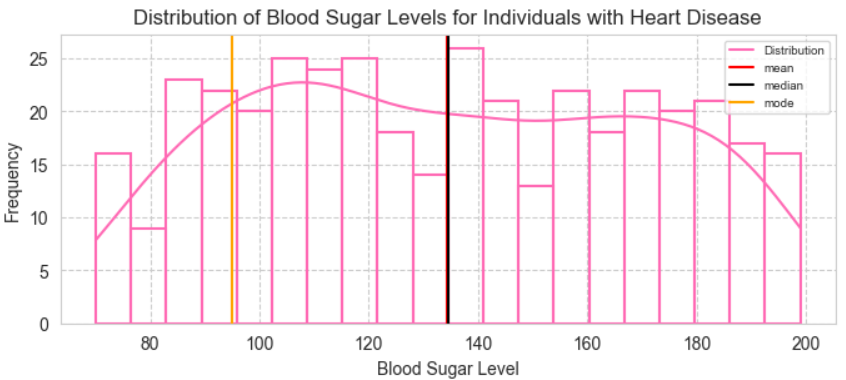 Distribution of Blood Sugar Levels for Individuals with Heart Disease
Frequency
25
20
15
10
5
0
Distribution
mean
median
mode
80 100 120 140 160 180 200
Blood Sugar Level